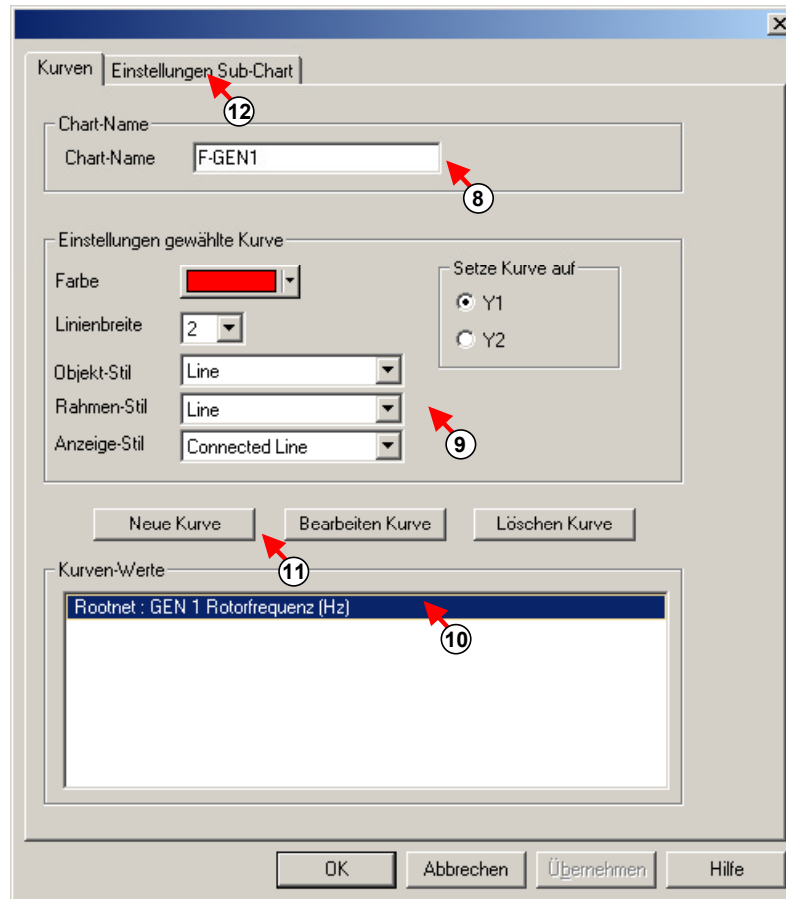 Kurven Einstellungen Sub-Chart
12
Chart-Name
Chart-Name F-GEN1
8
Einstellungen gewählte Kurve
Farbe
Linienbreite 2
Objekt-Stil Line
Rahmen-Stil Line
Anzeige-Stil Connected Line
Setze Kurve auf
Y1
Y2
9
Neue Kurve Bearbeiten Kurve Löschen Kurve
11
Kurven-Werte
Rootnet : GEN 1 Rotorfrequenz (Hz)
10
OK Abbrechen Übernehmen Hilfe